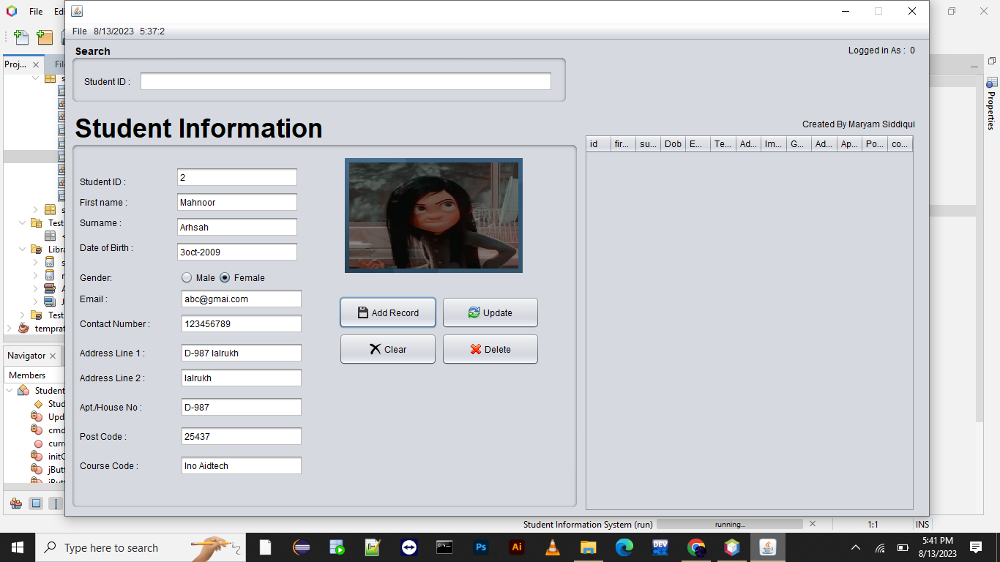 File Edi
File 8/13/2023 5:37:2
Search
Logged in As : 0
Student ID :
Student Information
Created By Maryam Siddiqui
id fir... su... Dob E... Te... Ad... Im... G... Ad... Ap... Po... co...
Student ID : 2
First name : Mahnoor
Surname : Arhsah
Date of Birth : 3oct-2009
Gender: Male Female
Email : abc@gmai.com
Contact Number : 123456789
Address Line 1 : D-987 lalrukh
Address Line 2 : lalrukh
Apt./House No : D-987
Post Code : 25437
Course Code : Ino Aidtech
Add Record Update
Clear Delete
Proj... Fil
s
s
Test
<
Libra
s
r
A
J
Test
temprat
Navigator
Members
Student
Stud
Upd
cmd
curr
initC
jButt
jButt
Properties
Student Information System (run) running... 1:1 INS
Type here to search
Ps Ai DEV
5:41 PM
8/13/2023